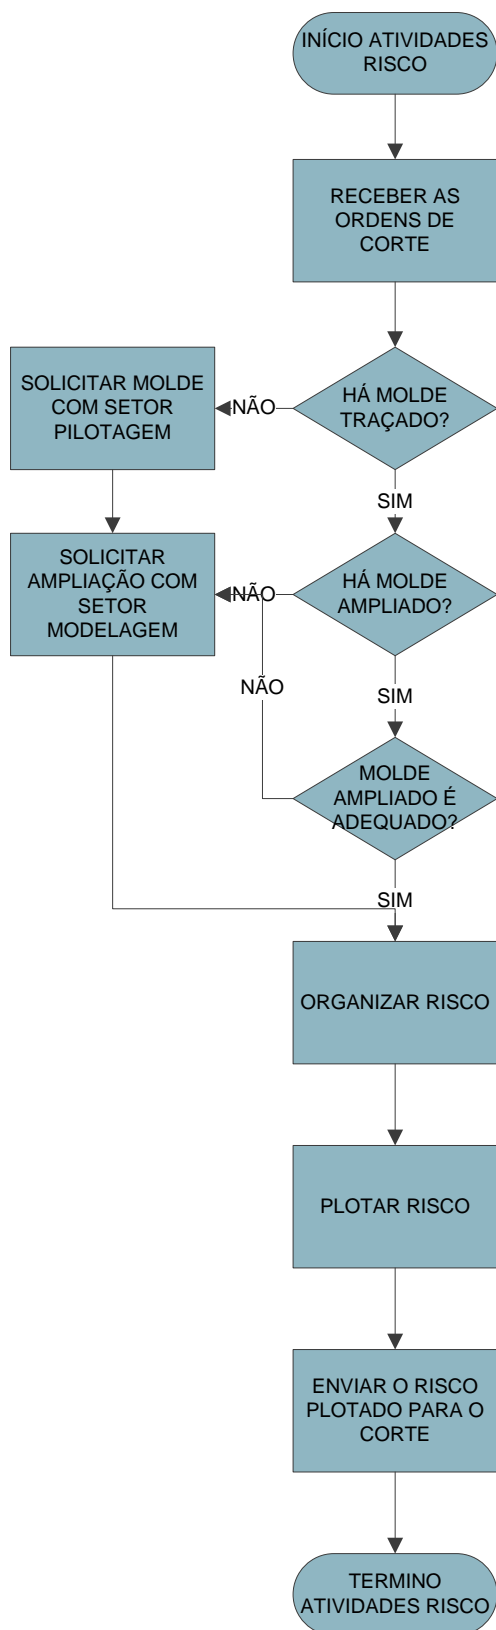 INÍCIO ATIVIDADES
RISCO
RECEBER AS
ORDENS DE
CORTE
SOLICITAR MOLDE
COM SETOR
PILOTAGEM
NÃO
HÁ MOLDE
TRAÇADO?
SIM
SOLICITAR
AMPLIAÇÃO COM
SETOR
MODELAGEM
NÃO
HÁ MOLDE
AMPLIADO?
NÃO
SIM
MOLDE
AMPLIADO É
ADEQUADO?
SIM
ORGANIZAR RISCO
PLOTAR RISCO
ENVIAR O RISCO
PLOTADO PARA O
CORTE
TERMINO
ATIVIDADES RISCO